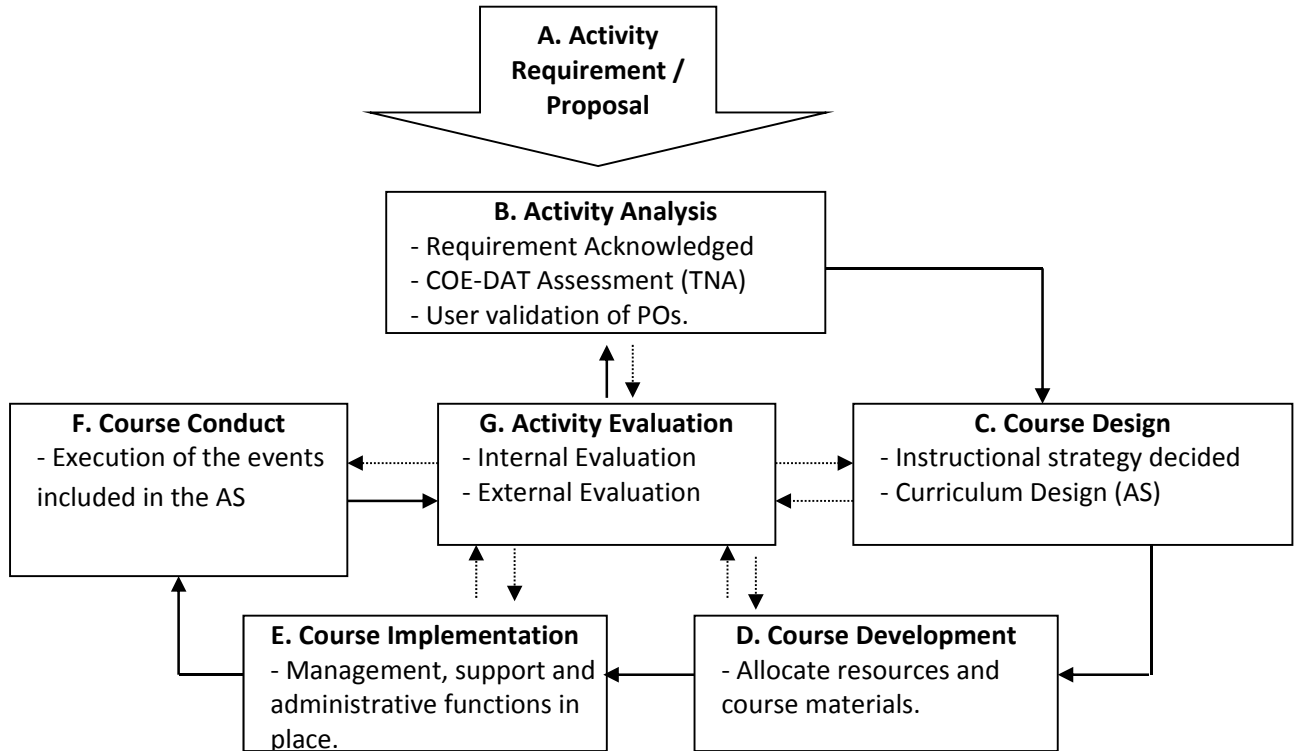 A. Activity
Requirement /
Proposal
B. Activity Analysis
- Requirement Acknowledged
- COE-DAT Assessment (TNA)
- User validation of POs.
F. Course Conduct
- Execution of the events
included in the AS
G. Activity Evaluation
- Internal Evaluation
- External Evaluation
C. Course Design
- Instructional strategy decided
- Curriculum Design (AS)
E. Course Implementation
- Management, support and
administrative functions in
place.
D. Course Development
- Allocate resources and
course materials.